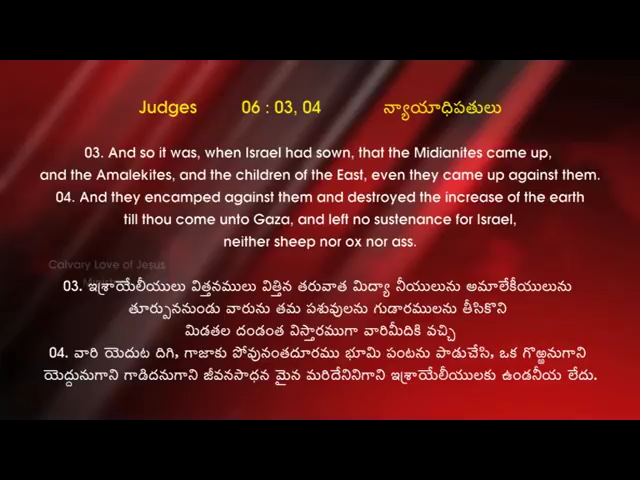 Judges 06 : 03, 04 న్యాయాధిపతులు
03. And so it was, when Israel had sown, that the Midianites came up,
and the Amalekites, and the children of the East, even they came up against them.
04. And they encamped against them and destroyed the increase of the earth
till thou come unto Gaza, and left no sustenance for Israel,
neither sheep nor ox nor ass.
Calvary Love of Jesus
03. ఇశ్రాయేలీయులు విత్తనములు విత్తిన తరువాత మిద్యా నీయులును అమాలేకీయులును
తూర్పుననుండు వారును తమ పశువులను గుడారములను తీసికొని
మిడతల దండంత విస్తారముగా వారిమీదికి వచ్చి
04. వారి యెదుట దిగి, గాజాకు పోవునంతదూరము భూమి పంటను పాడుచేసి, ఒక గొఱ్ఱనుగాని
యెద్దునుగాని గాడిదనుగాని జీవనసాధన మైన మరిదేనినిగాని ఇశ్రాయేలీయులకు ఉండనీయ లేదు.